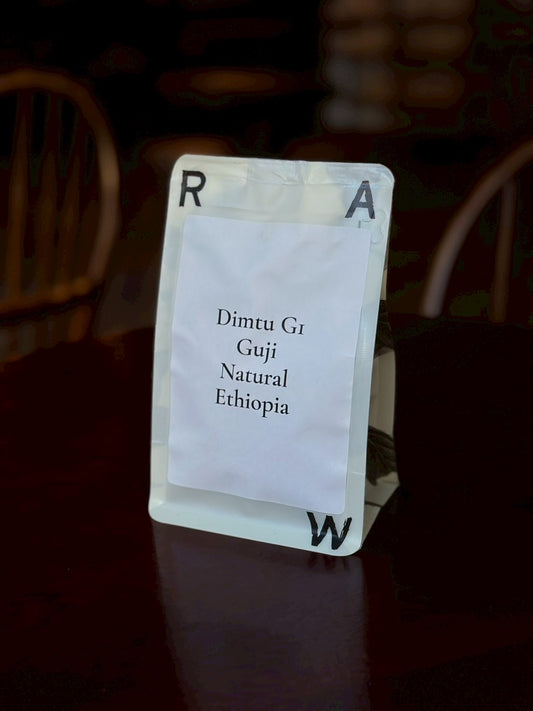 R A
Dimtu G1
Guji
Natural
Ethiopia
W